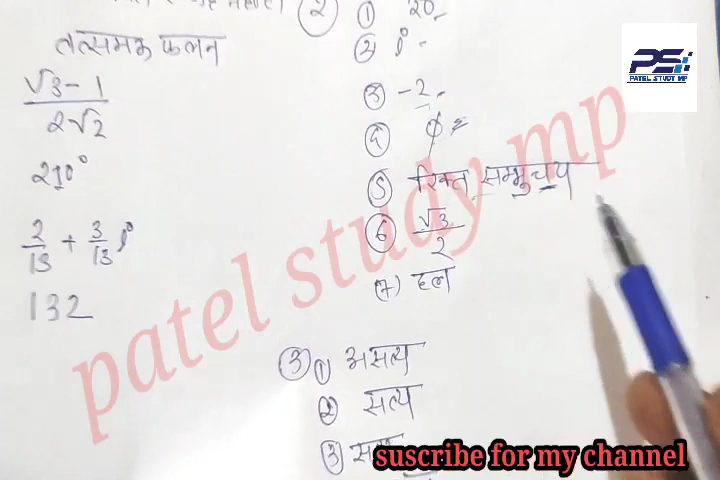 तत्समक फलन
√3 - 1
2√2
210°
2/13 + 3/13 i
132
② ① 20
② i
③ -2
④ φ
⑤ रिक्त सम्मुचय
⑥ √3/2
(7) हल
③ ① असत्य
② सत्य
③
PS
PATEL STUDY MP
patel study mp
suscribe for my channel